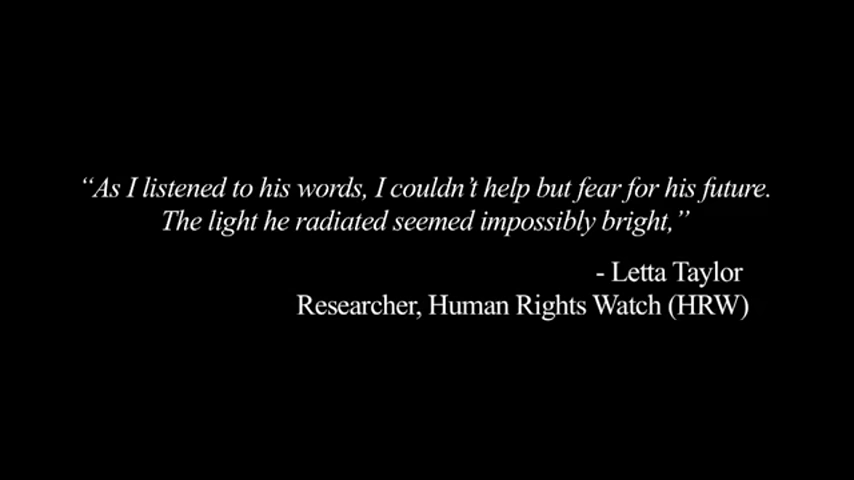 “As I listened to his words, I couldn’t help but fear for his future.
The light he radiated seemed impossibly bright,”
- Letta Taylor
Researcher, Human Rights Watch (HRW)